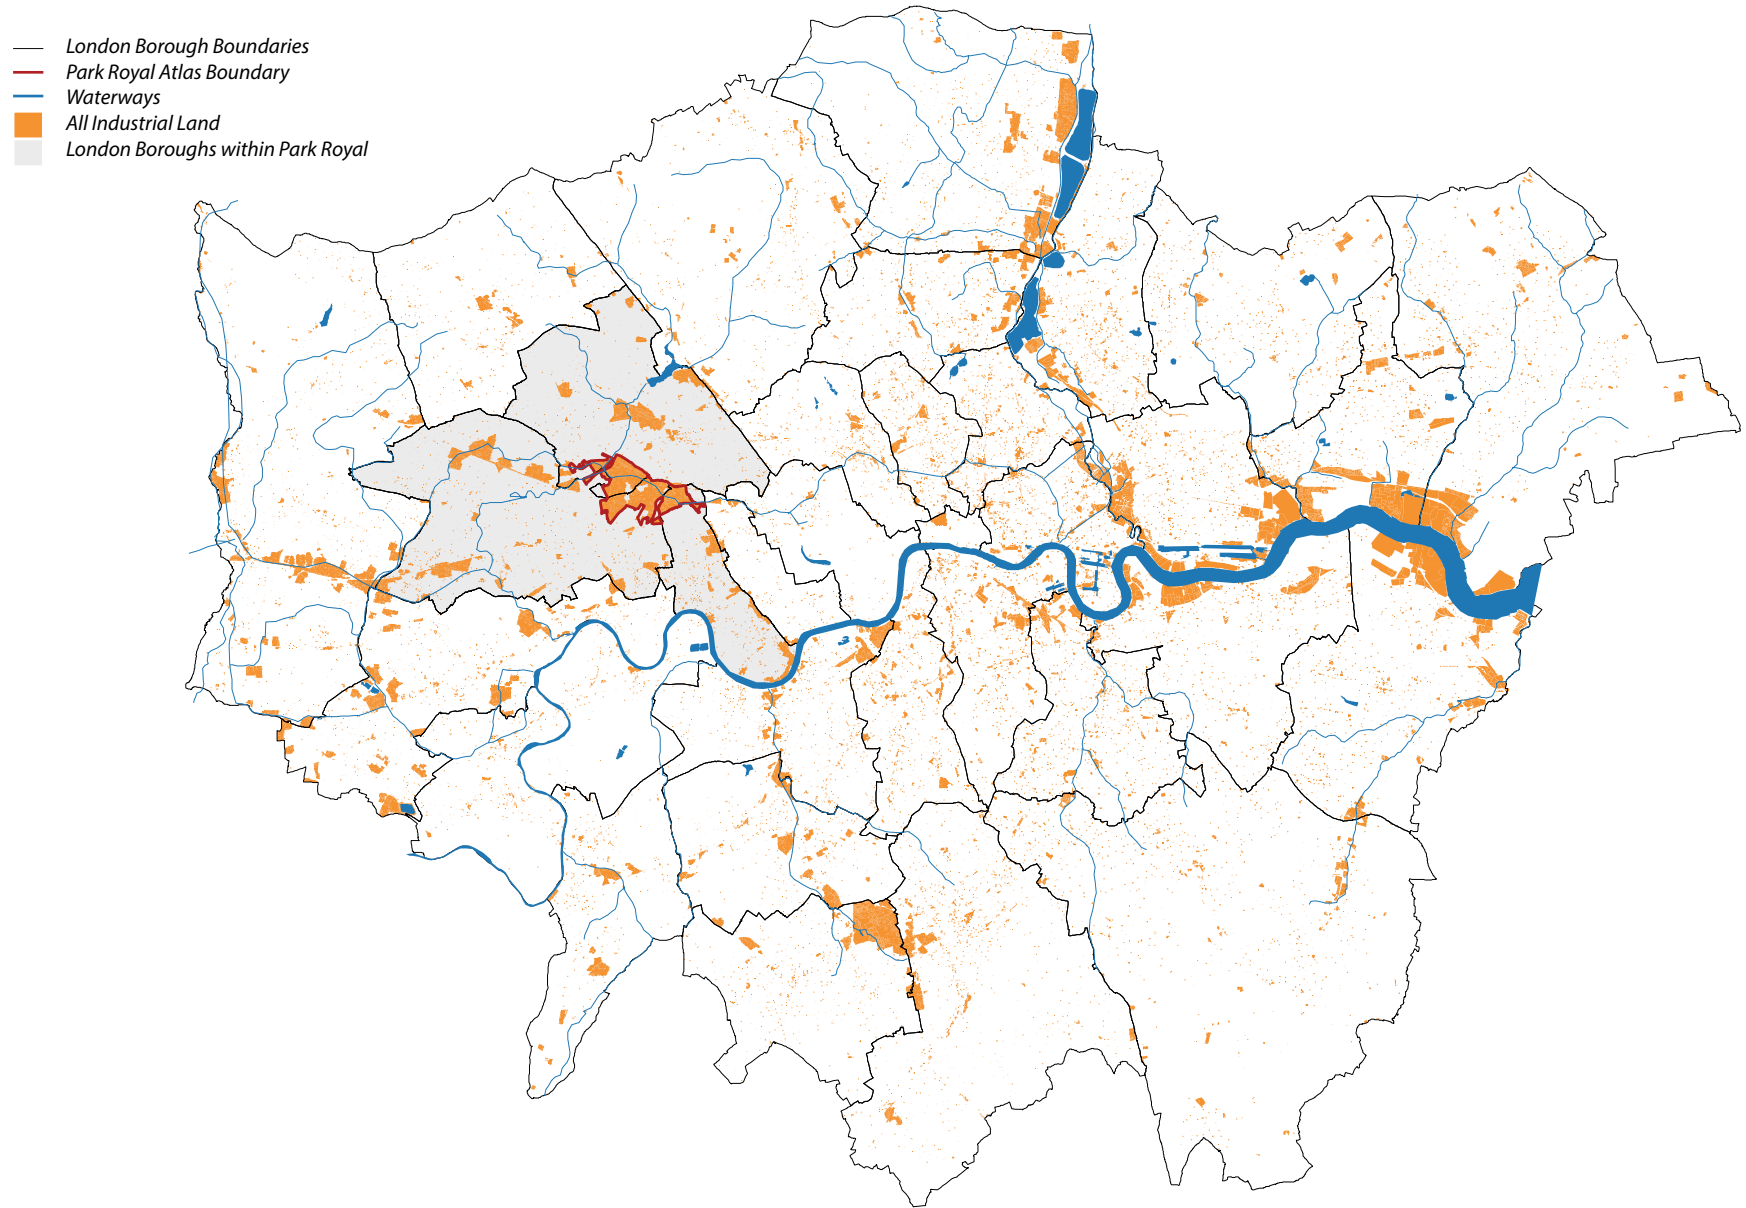 London Borough Boundaries
Park Royal Atlas Boundary
Waterways
All Industrial Land
London Boroughs within Park Royal